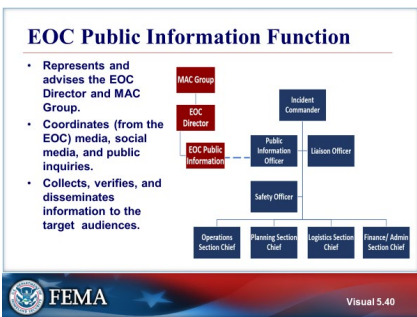 EOC Public Information Function
• Represents and
advises the EOC
Director and MAC
Group.
• Coordinates (from the
EOC) media, social
media, and public
inquiries.
• Collects, verifies, and
disseminates
information to the
target audiences.
MAC Group
EOC
Director
EOC Public
Information
Incident
Commander
Public
Information
Officer
Liaison Officer
Safety Officer
Operations
Section Chief
Planning Section
Chief
Logistics Section
Chief
Finance/ Admin
Section Chief
FEMA
Visual 5.40